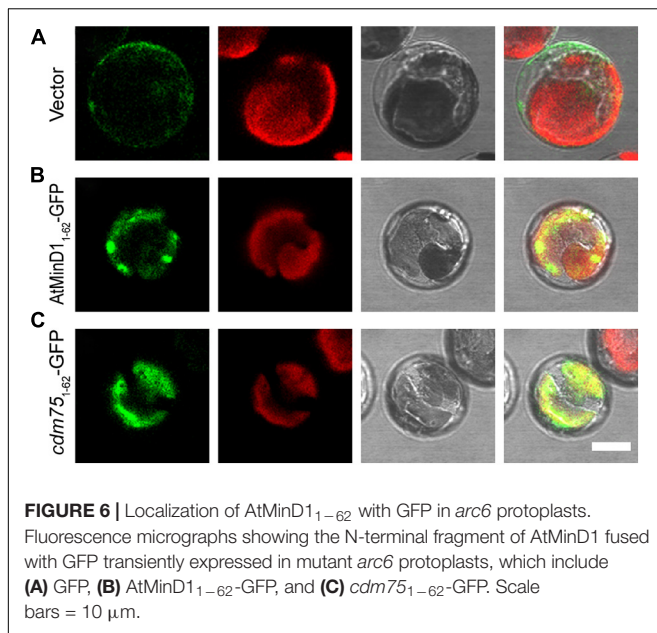 A
Vector
B
AtMinD1₁₋₆₂-GFP
C
cdm75₁₋₆₂-GFP
FIGURE 6 | Localization of AtMinD1₁₋₆₂ with GFP in arc6 protoplasts.
Fluorescence micrographs showing the N-terminal fragment of AtMinD1 fused
with GFP transiently expressed in mutant arc6 protoplasts, which include
(A) GFP, (B) AtMinD1₁₋₆₂-GFP, and (C) cdm75₁₋₆₂-GFP. Scale
bars = 10 μm.